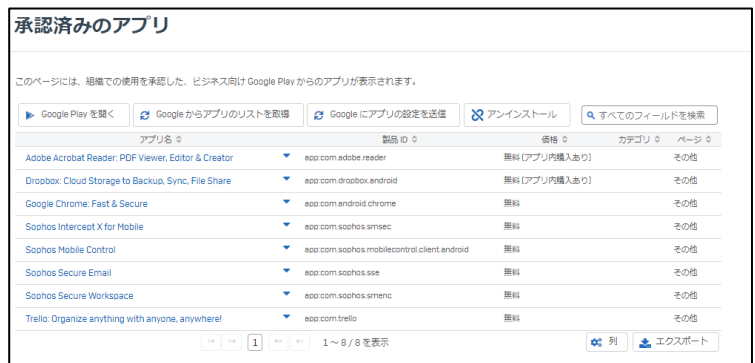 承認済みのアプリ
このページには、組織での使用を承認した、ビジネス向け Google Play からのアプリが表示されます。
Google Play を開く Google からアプリのリストを取得 Google にアプリの設定を送信 アンインストール すべてのフィールドを検索
アプリ名 製品 ID 価格 カテゴリ ページ
Adobe Acrobat Reader: PDF Viewer, Editor & Creator app:com.adobe.reader 無料 [アプリ内購入あり] その他
Dropbox: Cloud Storage to Backup, Sync, File Share app:com.dropbox.android 無料 [アプリ内購入あり] その他
Google Chrome: Fast & Secure app:com.android.chrome 無料 その他
Sophos Intercept X for Mobile app:com.sophos.smsec 無料 その他
Sophos Mobile Control app:com.sophos.mobilecontrol.client.android 無料 その他
Sophos Secure Email app:com.sophos.sse 無料 その他
Sophos Secure Workspace app:com.sophos.smenc 無料 その他
Trello: Organize anything with anyone, anywhere! app:com.trello 無料 その他
1 1 ~ 8 / 8 を表示 列 エクスポート